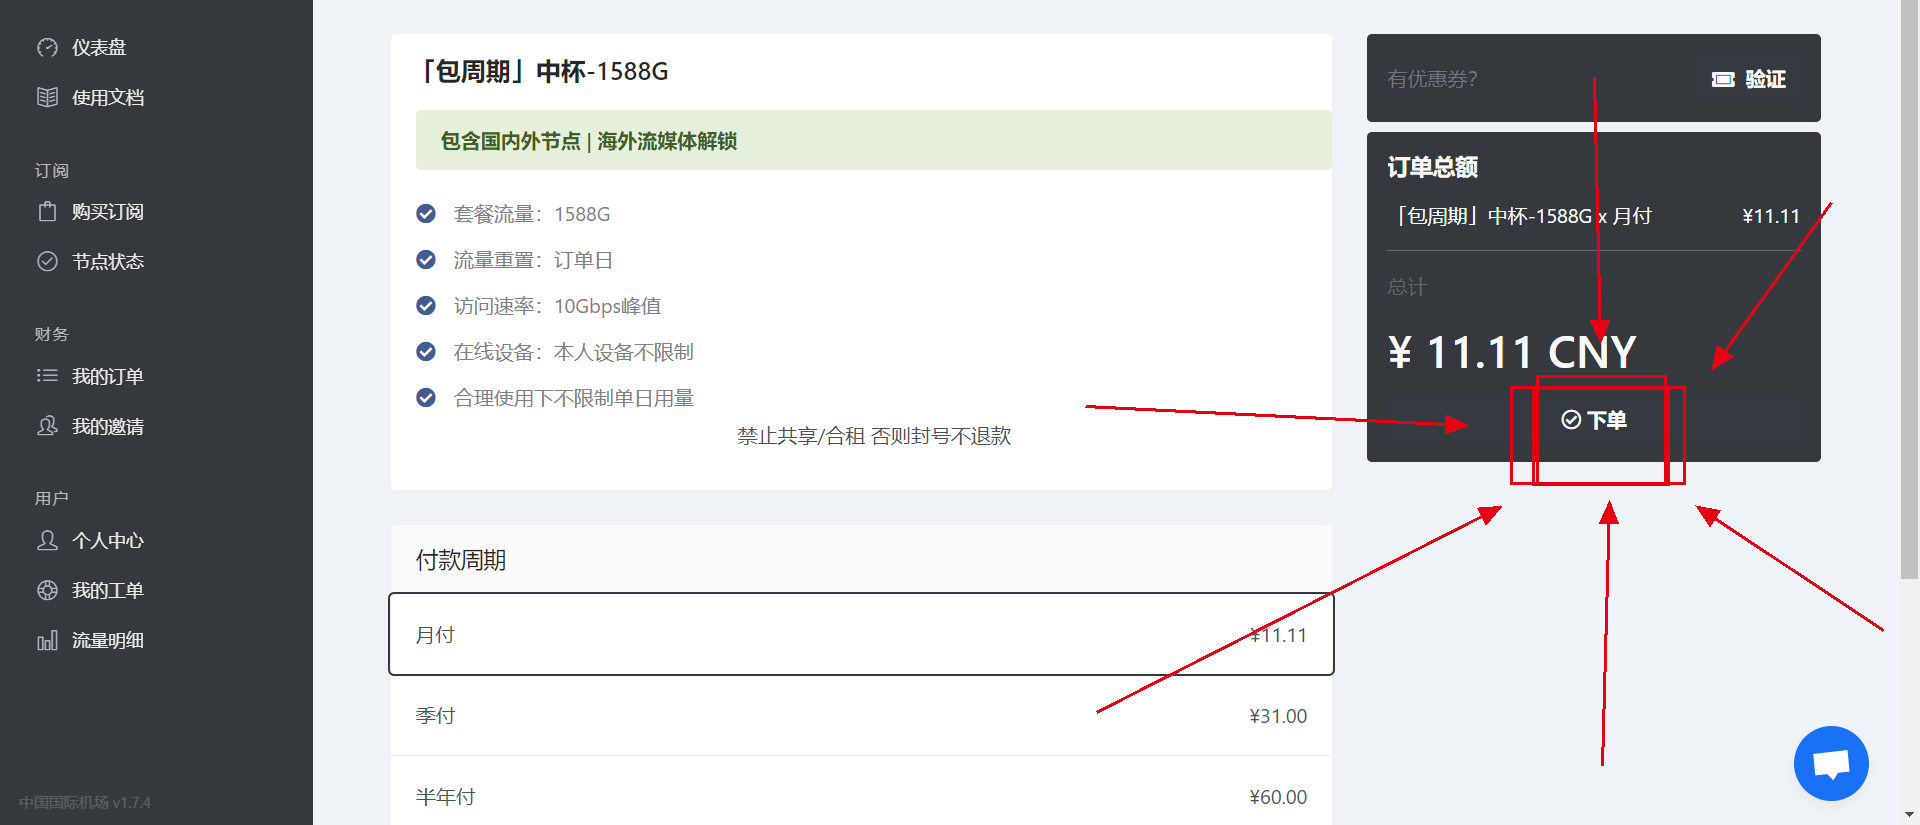 仪表盘
使用文档
订阅
购买订阅
节点状态
财务
我的订单
我的邀请
用户
个人中心
我的工单
流量明细
中国国际机场 v1.7.4
「包周期」中杯-1588G
包含国内外节点 | 海外流媒体解锁
套餐流量：1588G
流量重置：订单日
访问速率：10Gbps峰值
在线设备：本人设备不限制
合理使用下不限制单日用量
禁止共享/合租 否则封号不退款
付款周期
月付 ¥11.11
季付 ¥31.00
半年付 ¥60.00
有优惠券? 验证
订单总额
「包周期」中杯-1588G x 月付 ¥11.11
总计
¥ 11.11 CNY
下单